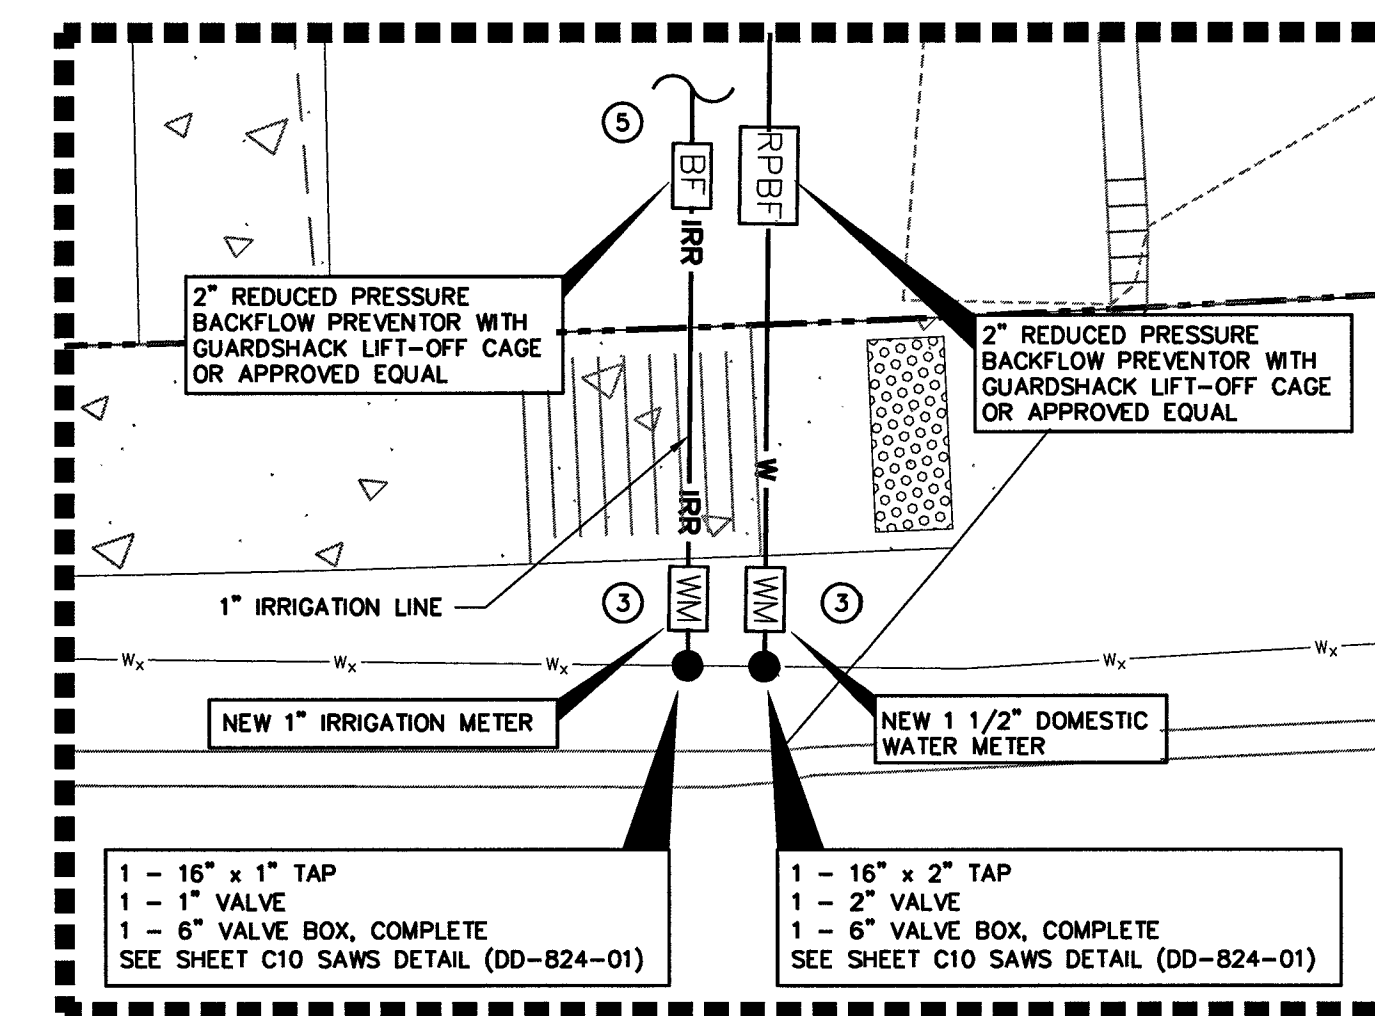 5
BF
RPBF
IRR
2" REDUCED PRESSURE
BACKFLOW PREVENTOR WITH
GUARDSHACK LIFT-OFF CAGE
OR APPROVED EQUAL
2" REDUCED PRESSURE
BACKFLOW PREVENTOR WITH
GUARDSHACK LIFT-OFF CAGE
OR APPROVED EQUAL
W
IRR
1" IRRIGATION LINE
3
WM
WM
3
Wx
Wx
Wx
Wx
Wx
NEW 1" IRRIGATION METER
NEW 1 1/2" DOMESTIC
WATER METER
1 - 16" x 1" TAP
1 - 1" VALVE
1 - 6" VALVE BOX, COMPLETE
SEE SHEET C10 SAWS DETAIL (DD-824-01)
1 - 16" x 2" TAP
1 - 2" VALVE
1 - 6" VALVE BOX, COMPLETE
SEE SHEET C10 SAWS DETAIL (DD-824-01)